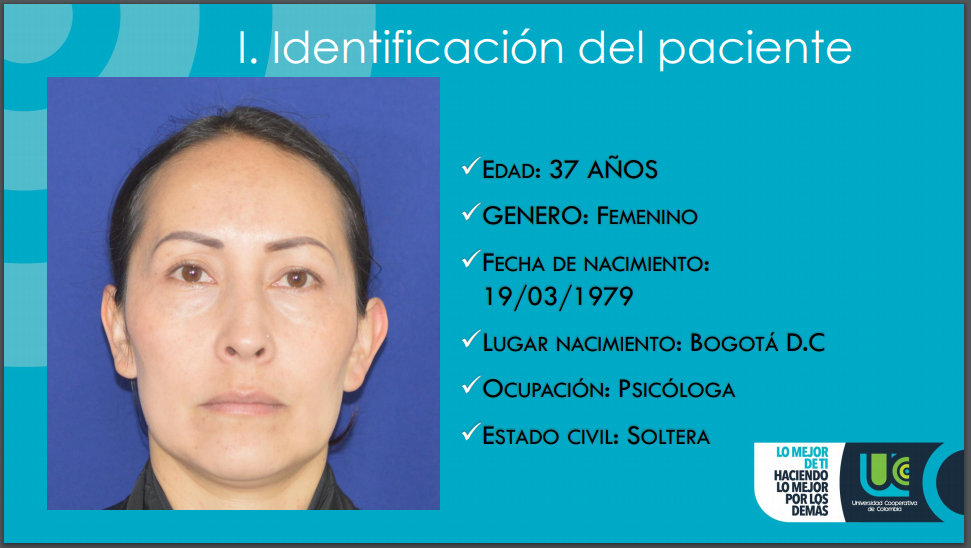 I. Identificación del paciente
EDAD: 37 AÑOS
GENERO: FEMENINO
FECHA DE NACIMIENTO:
19/03/1979
LUGAR NACIMIENTO: BOGOTÁ D.C
OCUPACIÓN: PSICÓLOGA
ESTADO CIVIL: SOLTERA
LO MEJOR
DE TI
HACIENDO
LO MEJOR
POR LOS
DEMÁS
UCC
Universidad Cooperativa
de Colombia